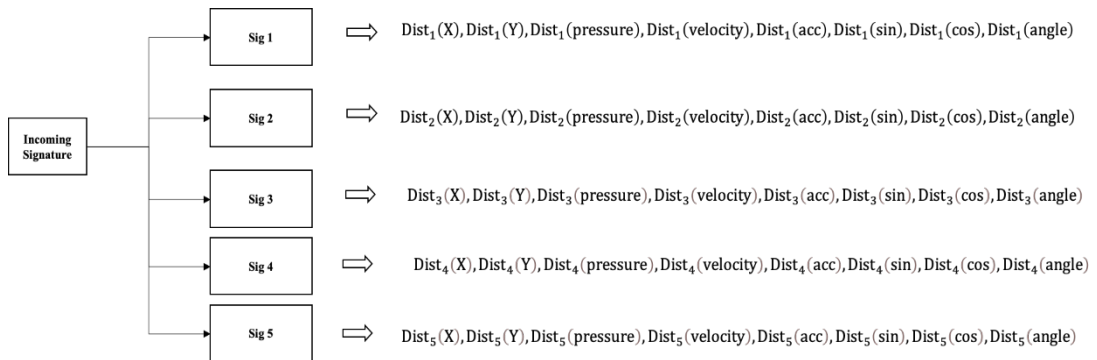 Incoming
Signature
Sig 1
Dist₁(X), Dist₁(Y), Dist₁(pressure), Dist₁(velocity), Dist₁(acc), Dist₁(sin), Dist₁(cos), Dist₁(angle)
Sig 2
Dist₂(X), Dist₂(Y), Dist₂(pressure), Dist₂(velocity), Dist₂(acc), Dist₂(sin), Dist₂(cos), Dist₂(angle)
Sig 3
Dist₃(X), Dist₃(Y), Dist₃(pressure), Dist₃(velocity), Dist₃(acc), Dist₃(sin), Dist₃(cos), Dist₃(angle)
Sig 4
Dist₄(X), Dist₄(Y), Dist₄(pressure), Dist₄(velocity), Dist₄(acc), Dist₄(sin), Dist₄(cos), Dist₄(angle)
Sig 5
Dist₅(X), Dist₅(Y), Dist₅(pressure), Dist₅(velocity), Dist₅(acc), Dist₅(sin), Dist₅(cos), Dist₅(angle)